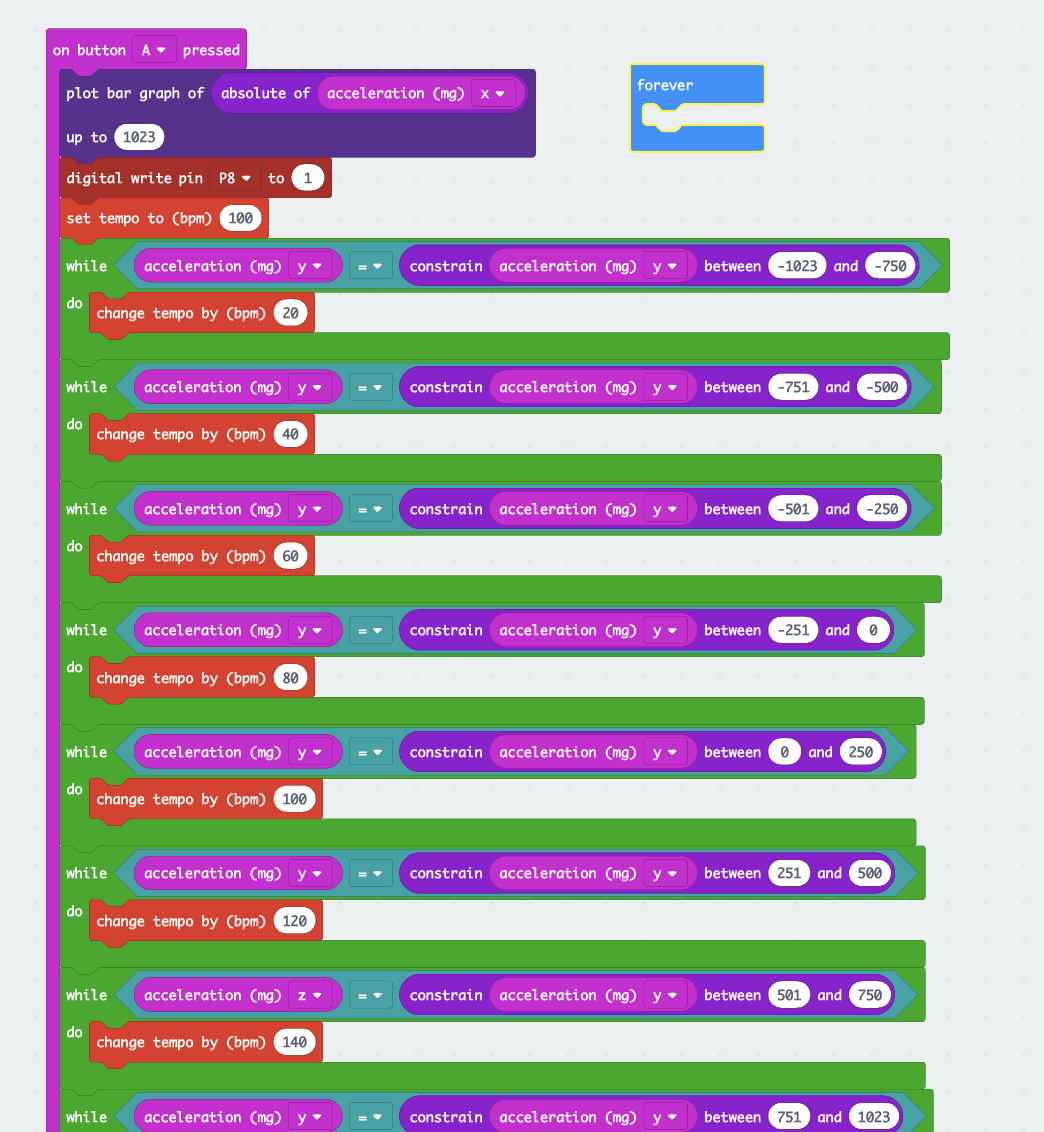 on button A pressed
plot bar graph of absolute of acceleration (mg) x
up to 1023
forever
digital write pin P8 to 1
set tempo to (bpm) 100
while acceleration (mg) y = constrain acceleration (mg) y between -1023 and -750
do change tempo by (bpm) 20
while acceleration (mg) y = constrain acceleration (mg) y between -751 and -500
do change tempo by (bpm) 40
while acceleration (mg) y = constrain acceleration (mg) y between -501 and -250
do change tempo by (bpm) 60
while acceleration (mg) y = constrain acceleration (mg) y between -251 and 0
do change tempo by (bpm) 80
while acceleration (mg) y = constrain acceleration (mg) y between 0 and 250
do change tempo by (bpm) 100
while acceleration (mg) y = constrain acceleration (mg) y between 251 and 500
do change tempo by (bpm) 120
while acceleration (mg) z = constrain acceleration (mg) y between 501 and 750
do change tempo by (bpm) 140
while acceleration (mg) y = constrain acceleration (mg) y between 751 and 1023